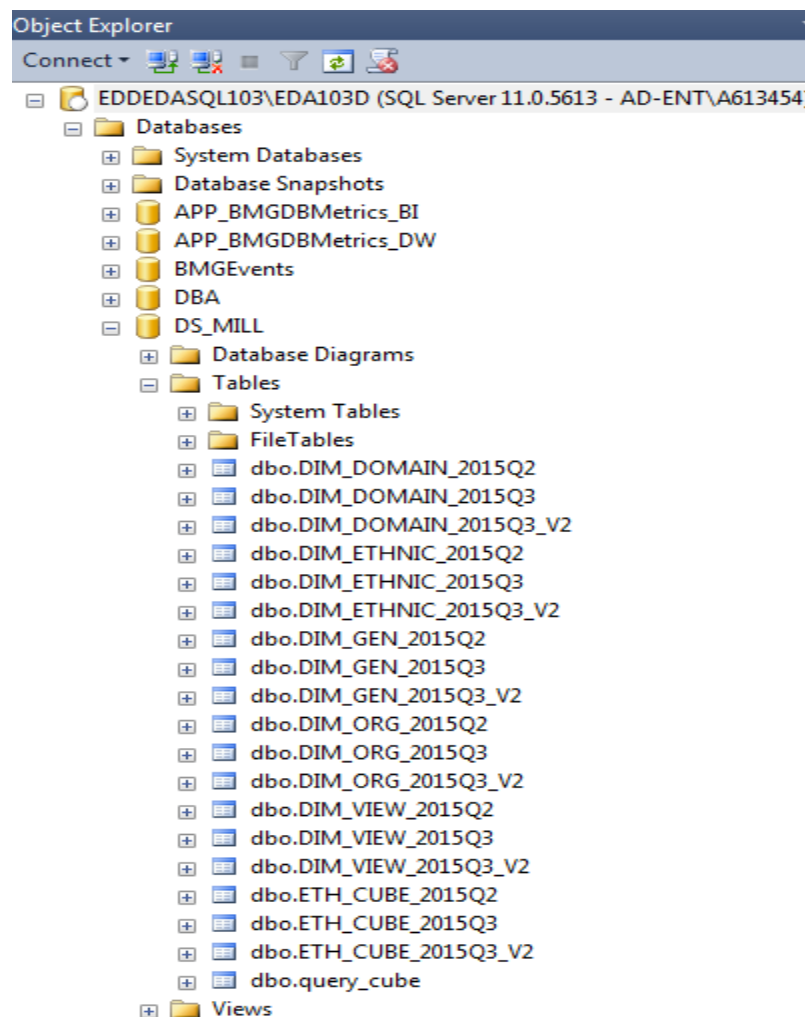 Object Explorer
Connect
EDDEDASQL103\EDA103D (SQL Server 11.0.5613 - AD-ENT\A613454)
Databases
System Databases
Database Snapshots
APP_BMGDBMetrics_BI
APP_BMGDBMetrics_DW
BMGEvents
DBA
DS_MILL
Database Diagrams
Tables
System Tables
FileTables
dbo.DIM_DOMAIN_2015Q2
dbo.DIM_DOMAIN_2015Q3
dbo.DIM_DOMAIN_2015Q3_V2
dbo.DIM_ETHNIC_2015Q2
dbo.DIM_ETHNIC_2015Q3
dbo.DIM_ETHNIC_2015Q3_V2
dbo.DIM_GEN_2015Q2
dbo.DIM_GEN_2015Q3
dbo.DIM_GEN_2015Q3_V2
dbo.DIM_ORG_2015Q2
dbo.DIM_ORG_2015Q3
dbo.DIM_ORG_2015Q3_V2
dbo.DIM_VIEW_2015Q2
dbo.DIM_VIEW_2015Q3
dbo.DIM_VIEW_2015Q3_V2
dbo.ETH_CUBE_2015Q2
dbo.ETH_CUBE_2015Q3
dbo.ETH_CUBE_2015Q3_V2
dbo.query_cube
Views